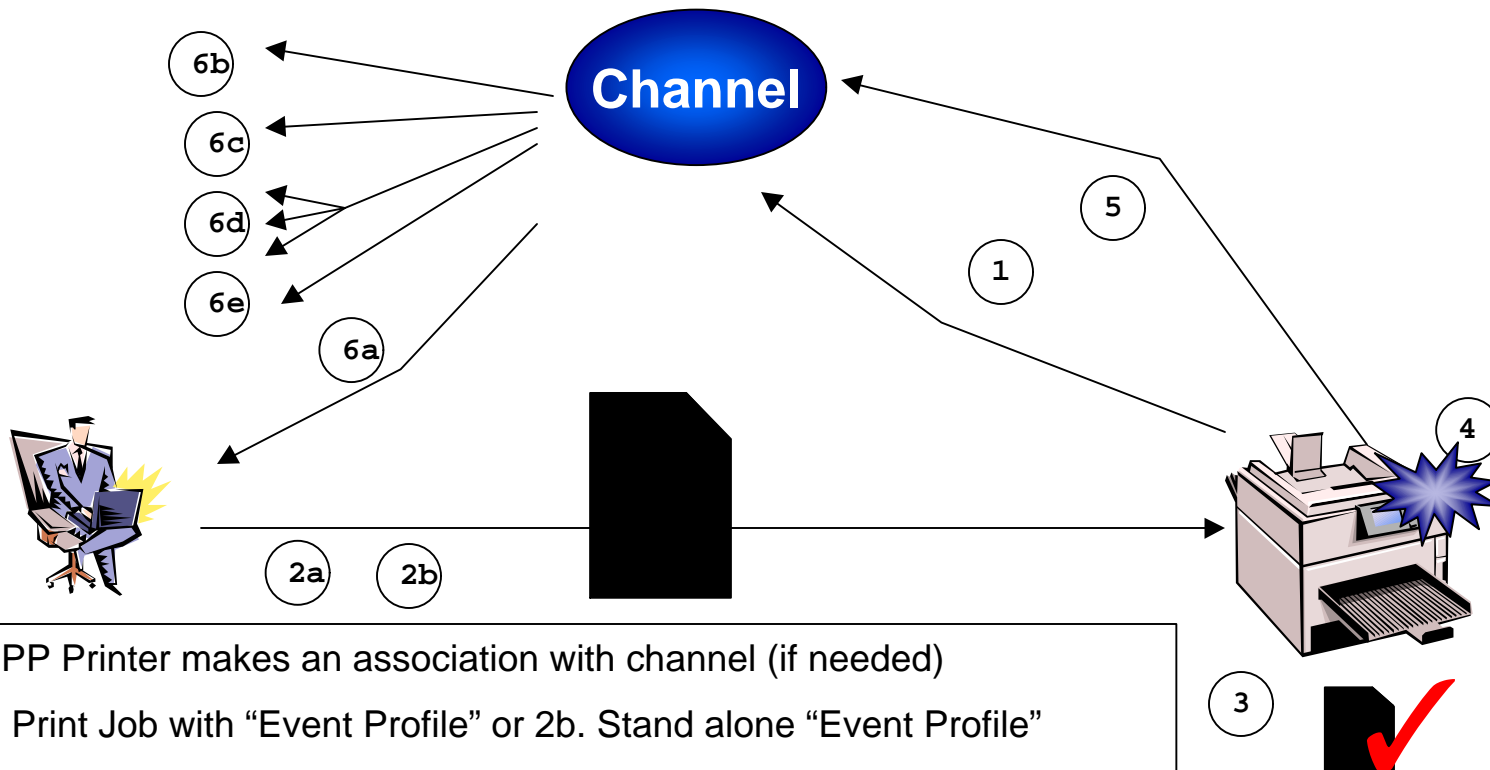 Channel
6b
6c
6d
6e
6a
5
1
4
2a
2b
3
PP Printer makes an association with channel (if needed)
Print Job with “Event Profile” or 2b. Stand alone “Event Profile”